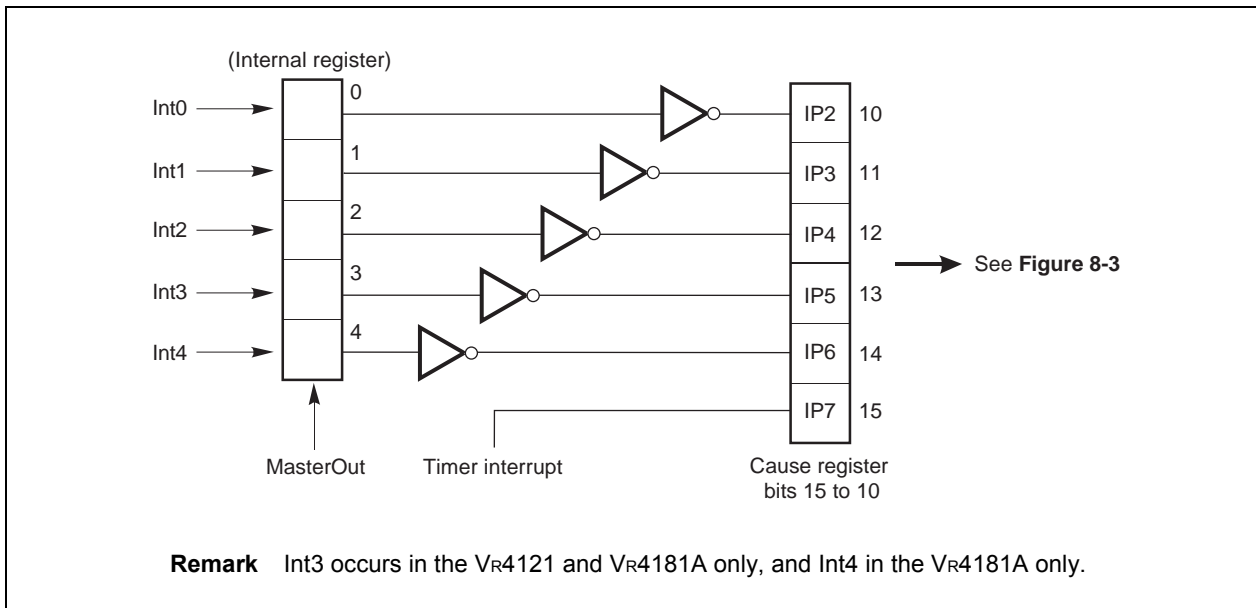 (Internal register)
Int0
0
IP2
10
Int1
1
IP3
11
Int2
2
IP4
12
See Figure 8-3
Int3
3
IP5
13
Int4
4
IP6
14
IP7
15
MasterOut
Timer interrupt
Cause register
bits 15 to 10
Remark Int3 occurs in the VR4121 and VR4181A only, and Int4 in the VR4181A only.